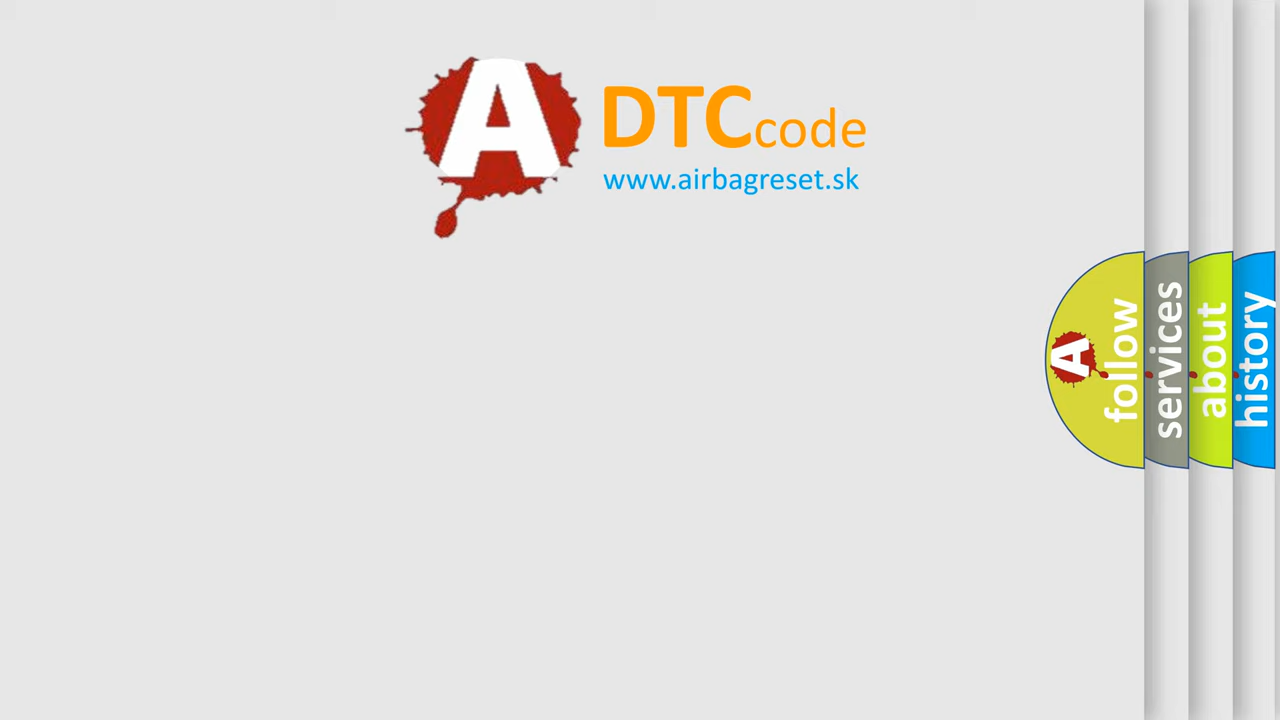 A
DTCcode
www.airbagreset.sk
A
follow
services
about
history